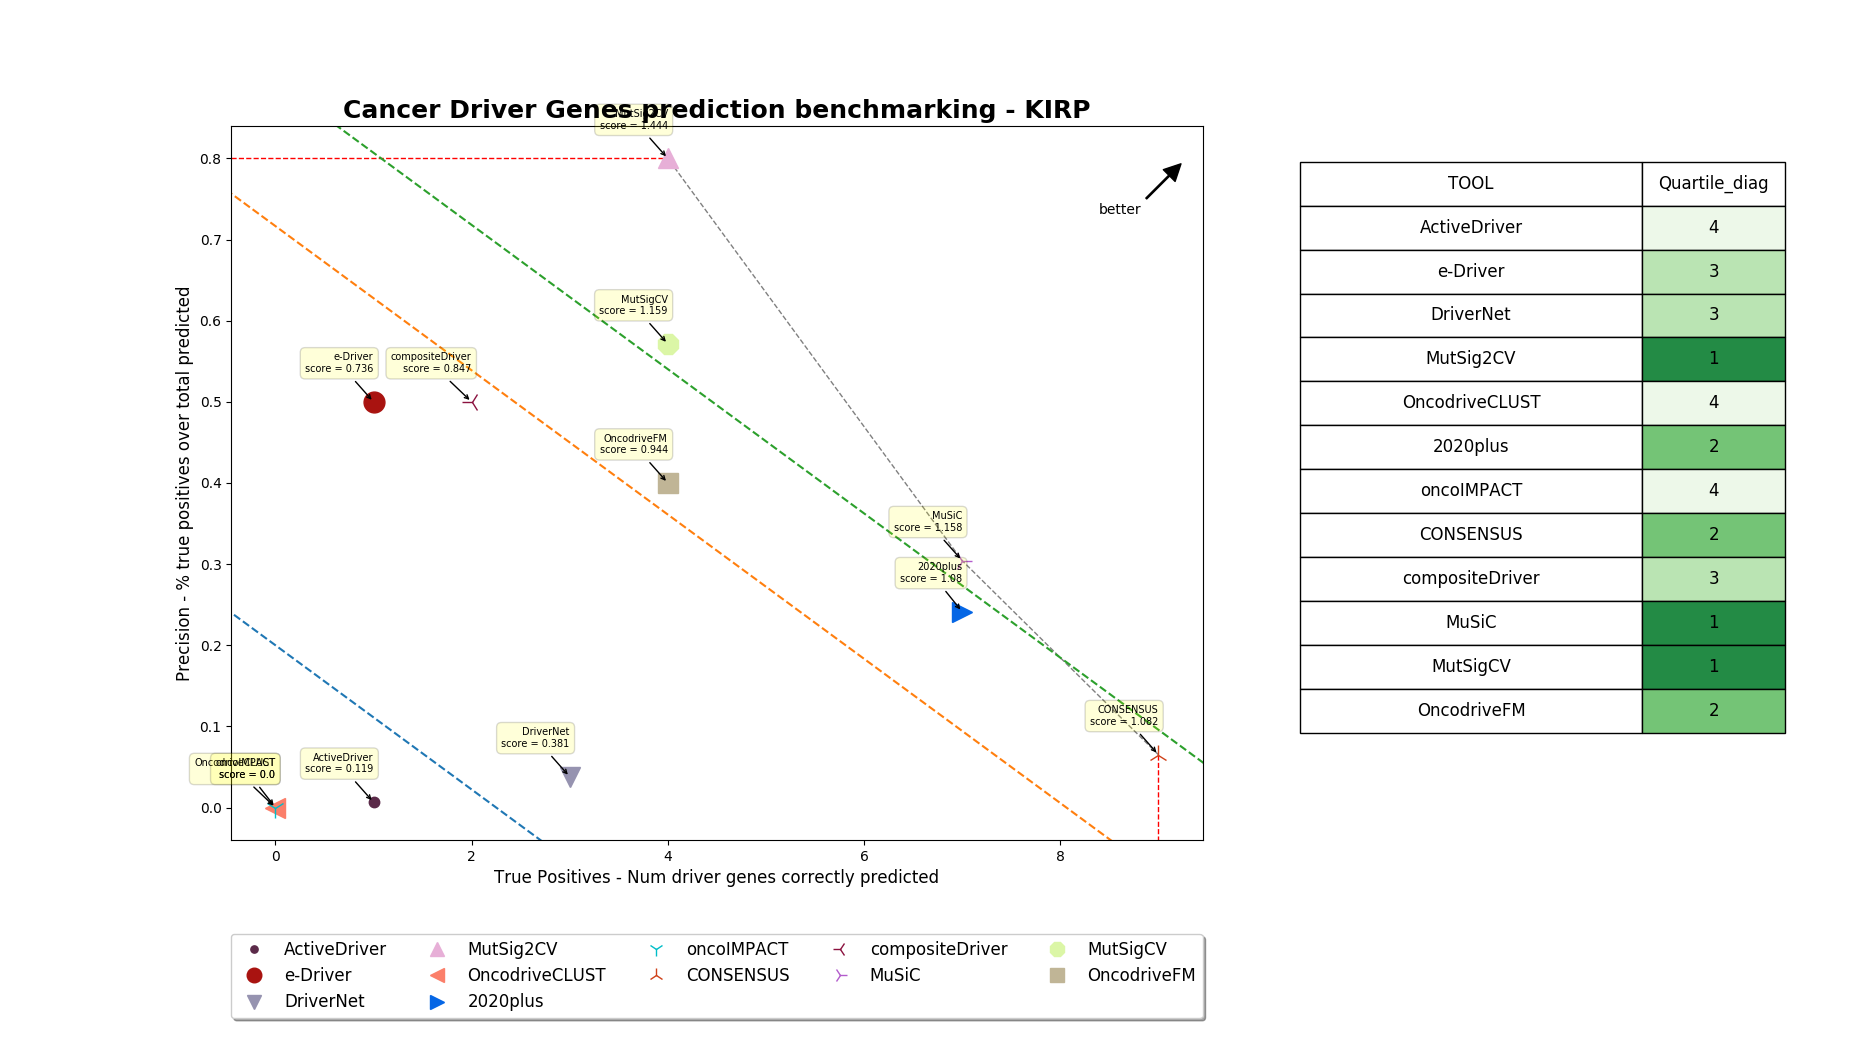 Cancer Driver Genes prediction benchmarking - KIRP
score = 1.444
better
MutSigCV
score = 1.159
e-Driver
score = 0.736
compositeDriver
score = 0.847
OncodriveFM
score = 0.944
MuSiC
score = 1.158
2020plus
score = 1.08
CONSENSUS
score = 1.082
DriverNet
score = 0.381
ActiveDriver
score = 0.119
score = 0.0
0.8
0.7
0.6
0.5
0.4
0.3
0.2
0.1
0.0
Precision - % true positives over total predicted
0 2 4 6 8
True Positives - Num driver genes correctly predicted
ActiveDriver MutSig2CV oncoIMPACT compositeDriver MutSigCV
e-Driver OncodriveCLUST CONSENSUS MuSiC OncodriveFM
DriverNet 2020plus
TOOL Quartile_diag
ActiveDriver 4
e-Driver 3
DriverNet 3
MutSig2CV 1
OncodriveCLUST 4
2020plus 2
oncoIMPACT 4
CONSENSUS 2
compositeDriver 3
MuSiC 1
MutSigCV 1
OncodriveFM 2